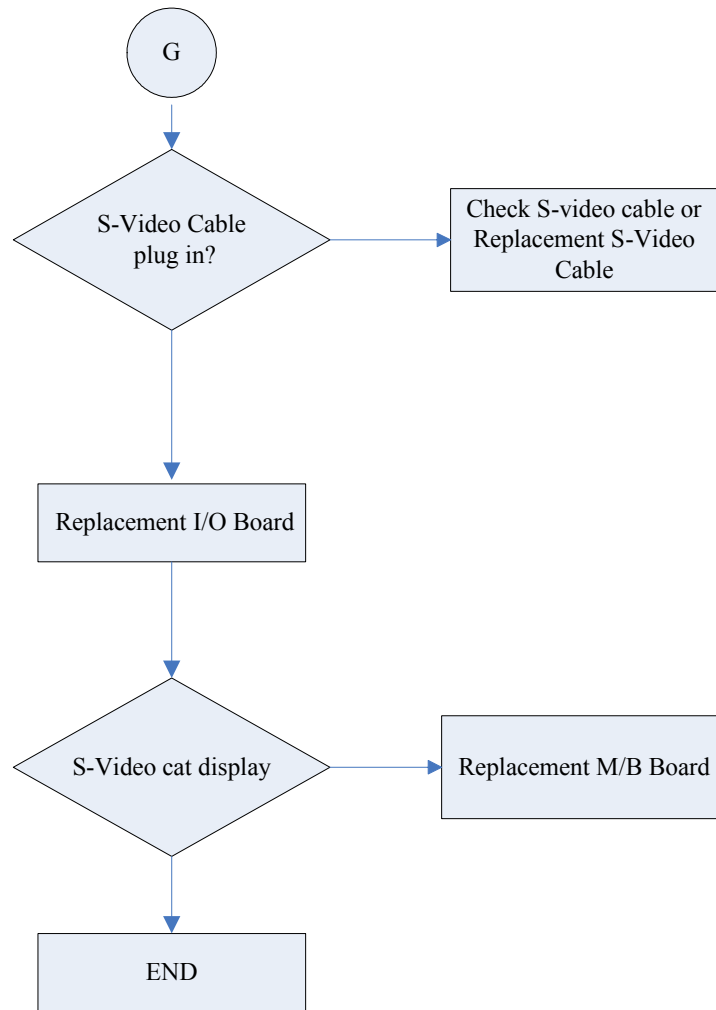 G
S-Video Cable
plug in?
Check S-video cable or
Replacement S-Video
Cable
Replacement I/O Board
S-Video cat display
Replacement M/B Board
END